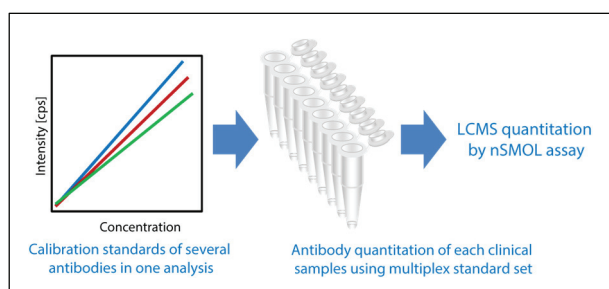 Intensity [cps]
Concentration
Calibration standards of several
antibodies in one analysis
Antibody quantitation of each clinical
samples using multiplex standard set
LCMS quantitation
by nSMOL assay